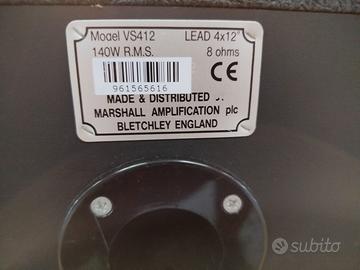 Model VS412 LEAD 4x12"
140W R.M.S. 8 ohms
961565616
CE
MADE & DISTRIBUTED
MARSHALL AMPLIFICATION plc
BLETCHLEY ENGLAND
subito